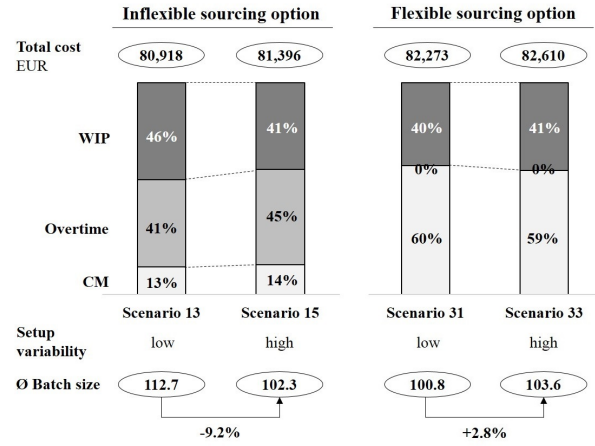 Inflexible sourcing option Flexible sourcing option
Total cost
EUR
80,918 81,396 82,273 82,610
WIP
46% 41% 40% 41%
0% 0%
Overtime
41% 45% 60% 59%
CM
13% 14%
Scenario 13 Scenario 15 Scenario 31 Scenario 33
Setup
variability
low high low high
Ø Batch size 112.7 102.3 100.8 103.6
-9.2% +2.8%